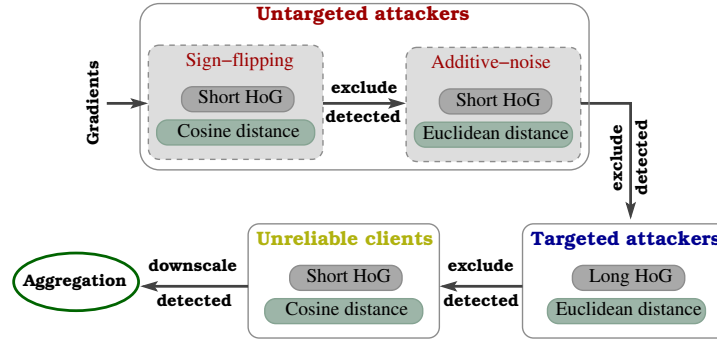 Untargeted attackers
Gradients
Sign−flipping
Short HoG
Cosine distance
exclude
detected
Additive−noise
Short HoG
Euclidean distance
exclude
detected
Targeted attackers
Long HoG
Euclidean distance
exclude
detected
Unreliable clients
Short HoG
Cosine distance
downscale
detected
Aggregation